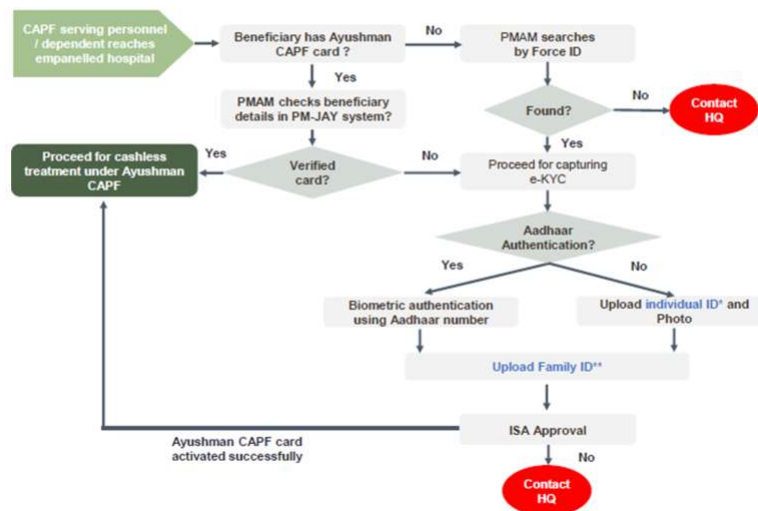 CAPF serving personnel
/ dependent reaches
empanelled hospital
Beneficiary has Ayushman
CAPF card ?
No
PMAM searches
by Force ID
Yes
PMAM checks beneficiary
details in PM-JAY system?
Found?
No
Contact
HQ
Yes
Proceed for cashless
treatment under Ayushman
CAPF
Yes
Verified
card?
No
Proceed for capturing
e-KYC
Aadhaar
Authentication?
Yes
No
Biometric authentication
using Aadhaar number
Upload individual ID* and
Photo
Upload Family ID**
ISA Approval
Ayushman CAPF card
activated successfully
No
Contact
HQ